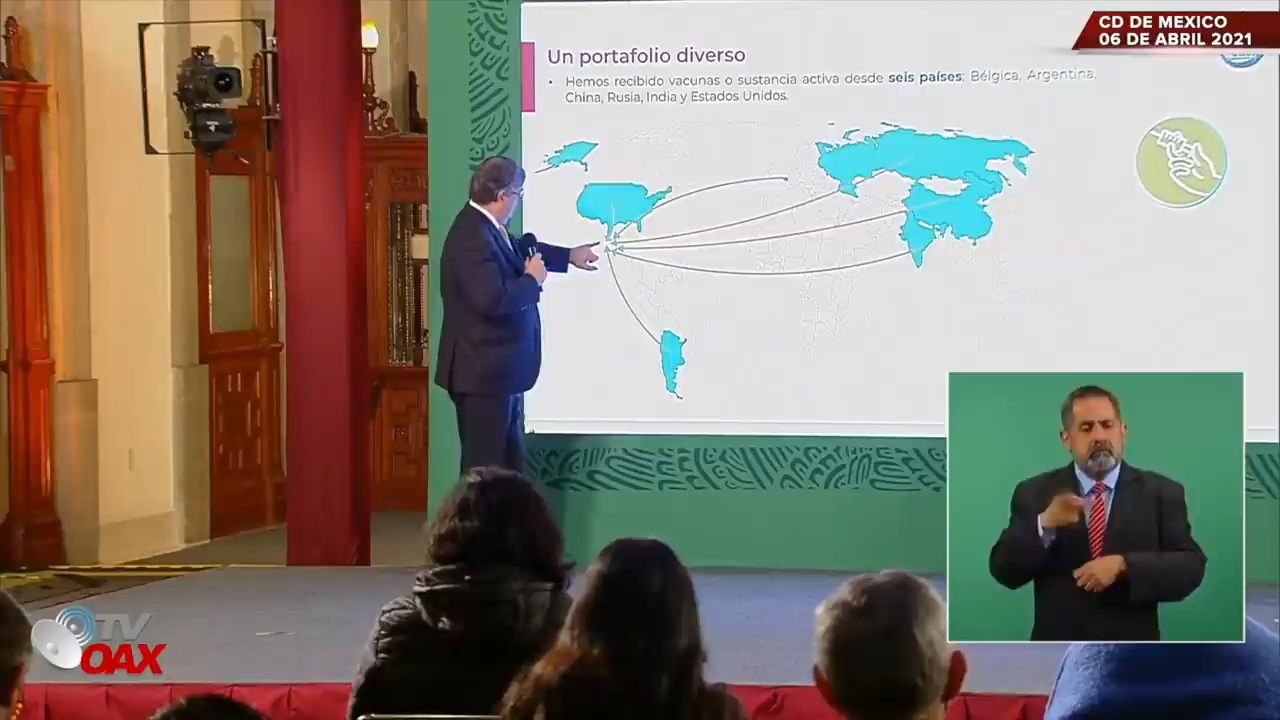 CD DE MEXICO
06 DE ABRIL 2021
Un portafolio diverso
• Hemos recibido vacunas o sustancia activa desde seis países: Bélgica, Argentina,
China, Rusia, India y Estados Unidos.
TV
OAX